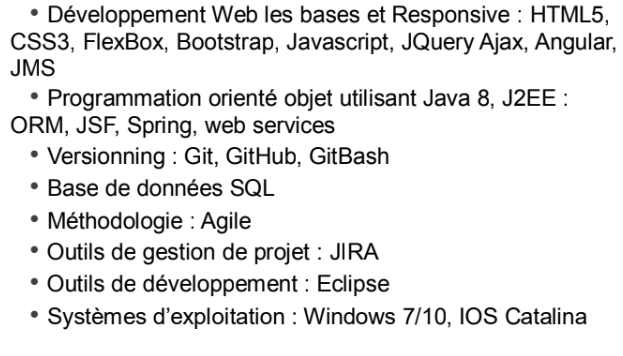 • Développement Web les bases et Responsive : HTML5,
CSS3, FlexBox, Bootstrap, Javascript, JQuery Ajax, Angular,
JMS
• Programmation orienté objet utilisant Java 8, J2EE :
ORM, JSF, Spring, web services
• Versionning : Git, GitHub, GitBash
• Base de données SQL
• Méthodologie : Agile
• Outils de gestion de projet : JIRA
• Outils de développement : Eclipse
• Systèmes d’exploitation : Windows 7/10, IOS Catalina